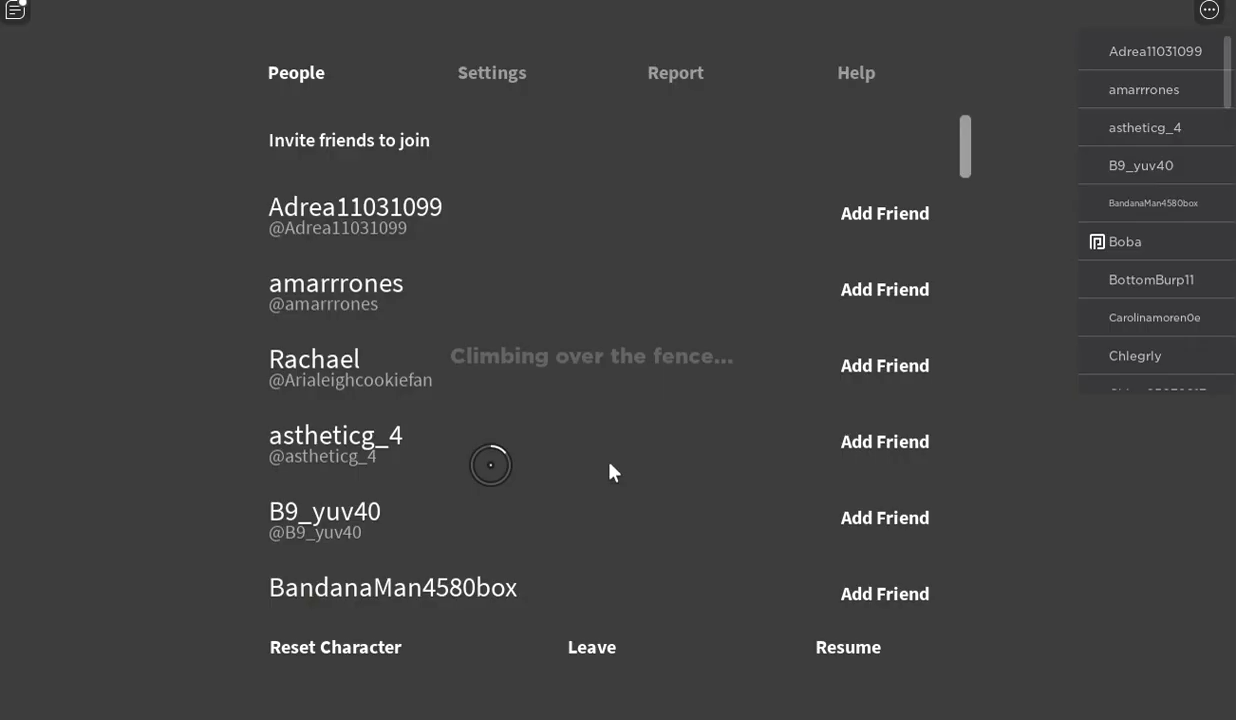 People
Settings
Report
Help
Invite friends to join
Adrea11031099
@Adrea11031099
Add Friend
amarrrones
@amarrrones
Add Friend
Rachael
@Arialeighcookiefan
Add Friend
Climbing over the fence...
astheticg_4
@astheticg_4
Add Friend
B9_yuv40
@B9_yuv40
Add Friend
BandanaMan4580box
Add Friend
Reset Character
Leave
Resume
Adrea11031099
amarrrones
astheticg_4
B9_yuv40
BandanaMan4580box
Boba
BottomBurp11
Carolinamoren0e
Chlegrly